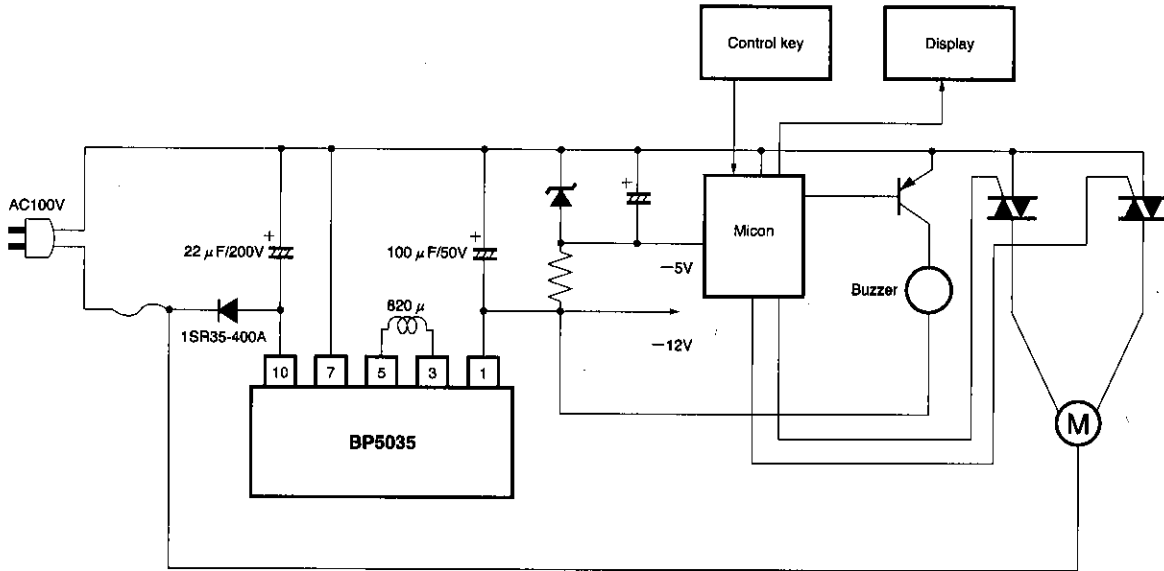 Control key
Display
AC100V
+
22 μF/200V
+
100 μF/50V
+
Micon
−5V
Buzzer
1SR35-400A
820 μ
−12V
10
7
5
3
1
BP5035
M